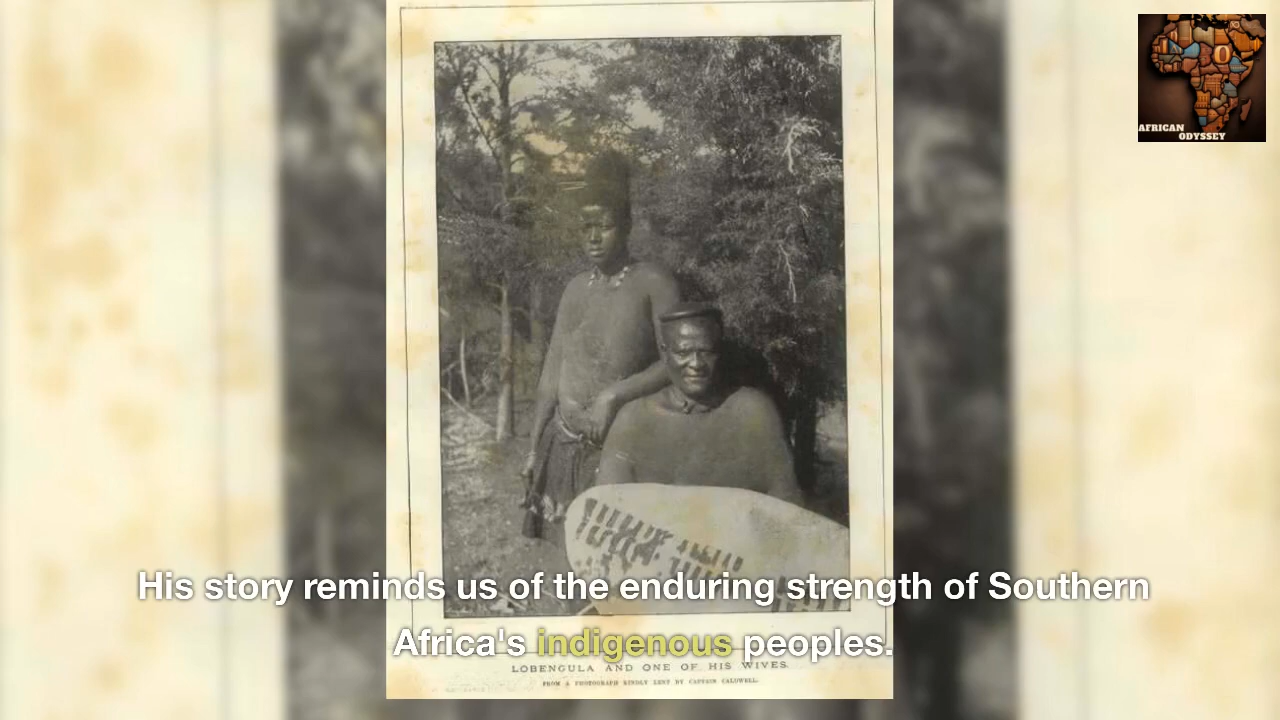 AFRICAN
ODYSSEY
His story reminds us of the enduring strength of Southern
Africa's indigenous peoples.
LOBENGULA AND ONE OF HIS WIVES.
FROM A PHOTOGRAPH KINDLY LENT BY CAPTAIN CALDWELL.